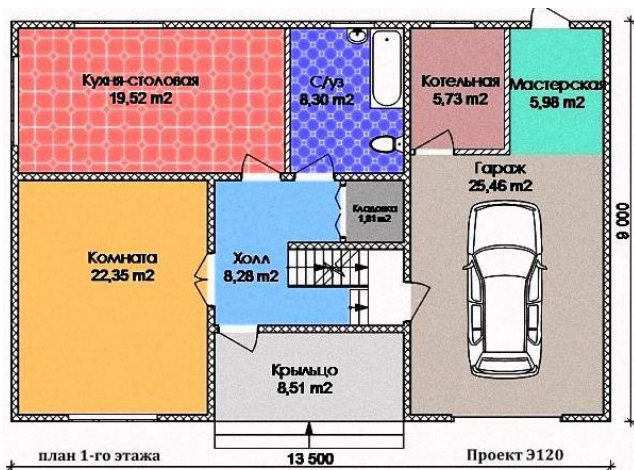 Кухня-столовая
19,52 m2
С/уз
8,30 m2
Котельная
5,73 m2
Мастерская
5,98 m2
Гараж
25,46 m2
Кладовка
1,81 m2
Комната
22,35 m2
Холл
8,28 m2
9 000
Крыльцо
8,51 m2
план 1-го этажа
13 500
Проект Э120